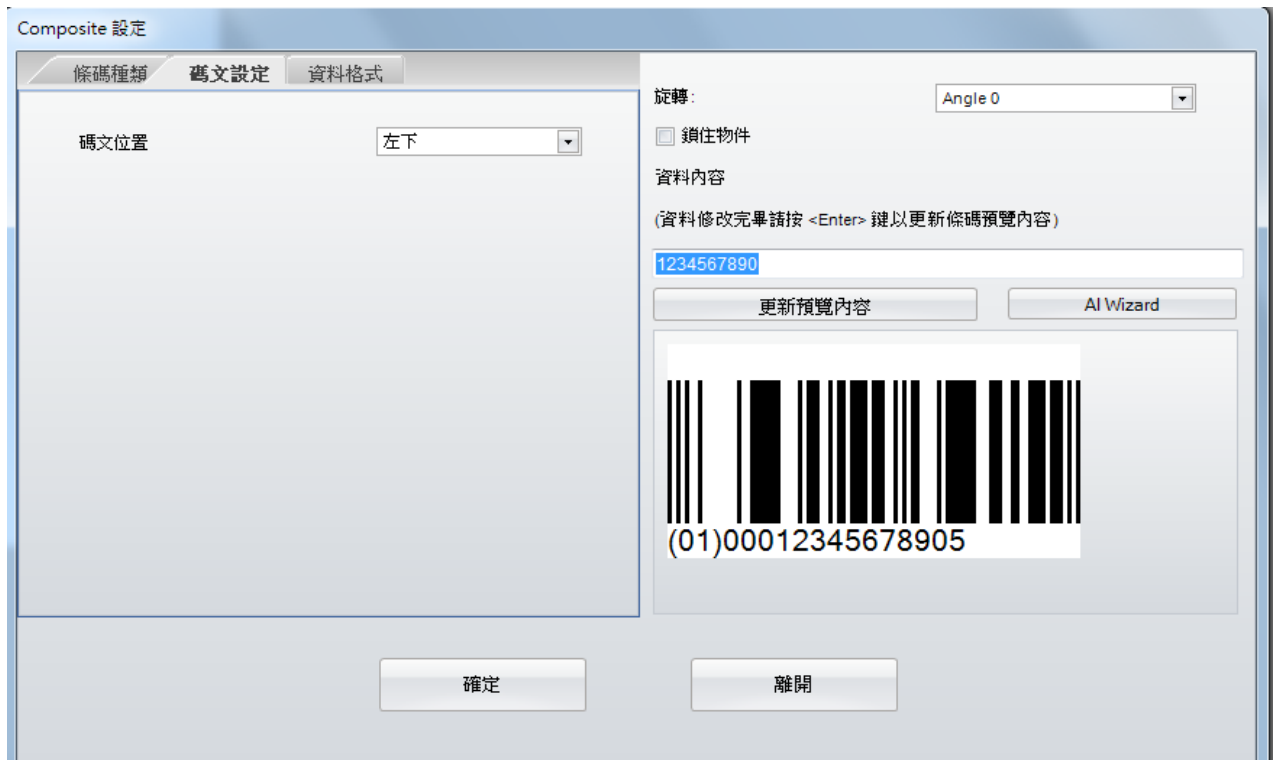 Composite 設定
條碼種類 碼文設定 資料格式
碼文位置 左下
旋轉: Angle 0
鎖住物件
資料內容
(資料修改完畢請按 <Enter> 鍵以更新條碼預覽內容)
1234567890
更新預覽內容 AI Wizard
(01)00012345678905
確定 離開